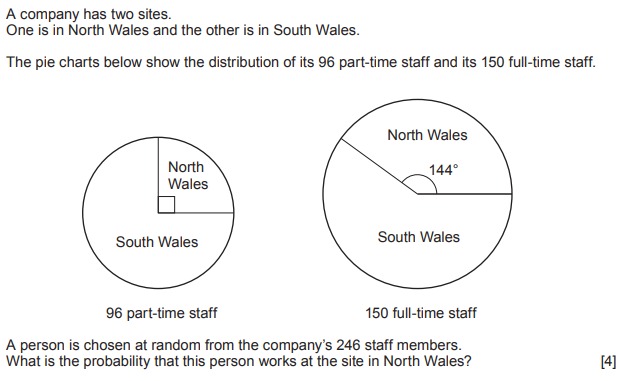 A company has two sites.
One is in North Wales and the other is in South Wales.
The pie charts below show the distribution of its 96 part-time staff and its 150 full-time staff.
North Wales
144°
North
Wales
South Wales
South Wales
96 part-time staff
150 full-time staff
A person is chosen at random from the company's 246 staff members.
What is the probability that this person works at the site in North Wales? [4]